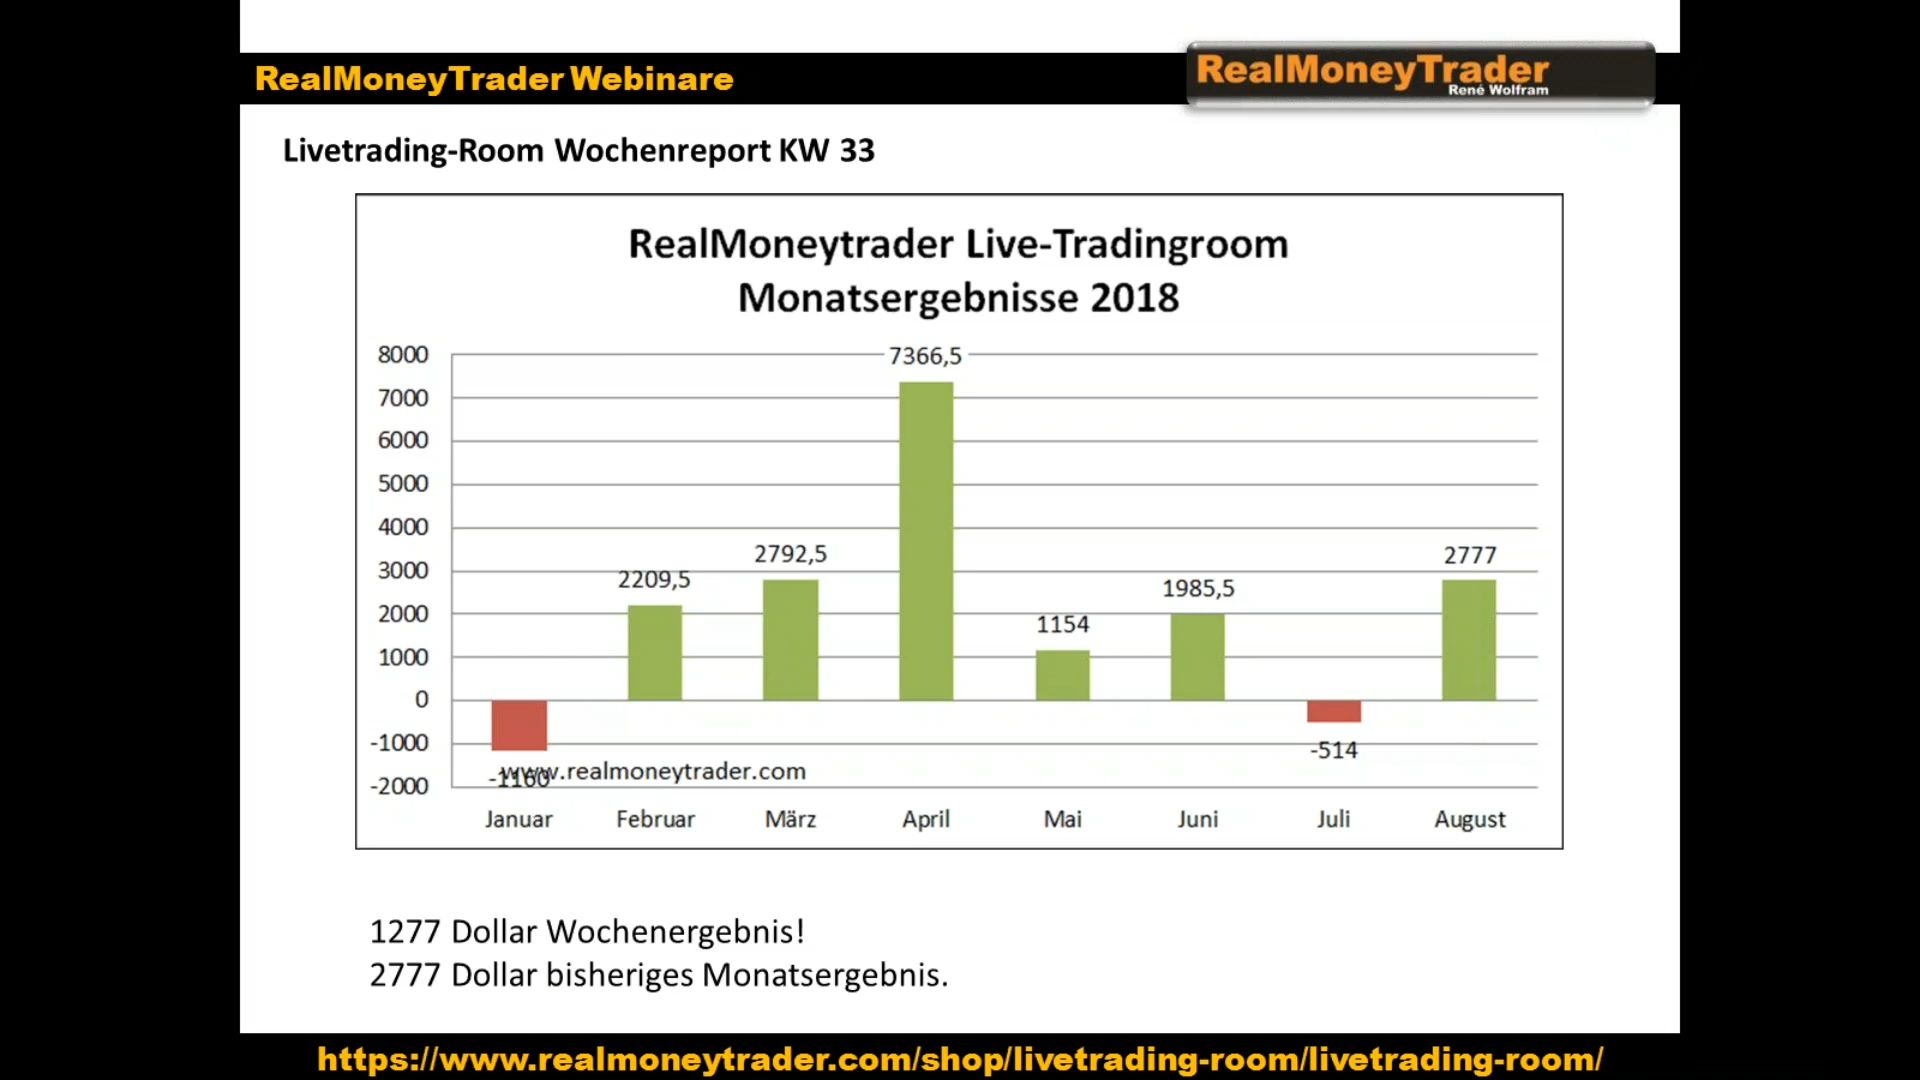 RealMoneyTrader Webinare
RealMoneyTrader
René Wolfram
Livetrading-Room Wochenreport KW 33
RealMoneytrader Live-Tradingroom
Monatsergebnisse 2018
8000
7000
6000
5000
4000
3000
2000
1000
0
-1000
-2000
-1160
2209,5
2792,5
7366,5
1154
1985,5
-514
2777
www.realmoneytrader.com
Januar Februar März April Mai Juni Juli August
1277 Dollar Wochenergebnis!
2777 Dollar bisheriges Monatsergebnis.
https://www.realmoneytrader.com/shop/livetrading-room/livetrading-room/